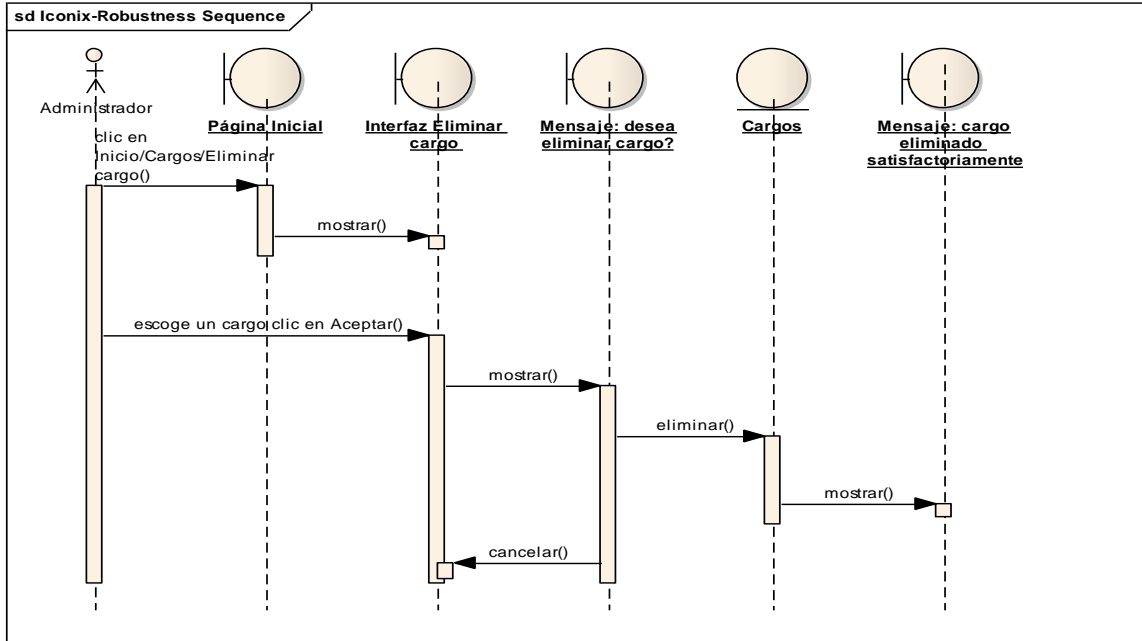 sd Iconix-Robustness Sequence
Administrador
Página Inicial
Interfaz Eliminar
cargo
Mensaje: desea
eliminar cargo?
Cargos
Mensaje: cargo
eliminado
satisfactoriamente
clic en
Inicio/Cargos/Eliminar
cargo()
mostrar()
escoge un cargo clic en Aceptar()
mostrar()
eliminar()
mostrar()
cancelar()